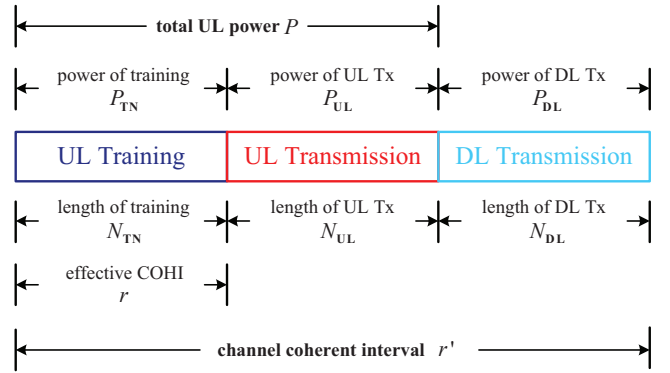 total UL power P
power of training power of UL Tx power of DL Tx
P_TN P_UL P_DL
UL Training UL Transmission DL Transmission
length of training length of UL Tx length of DL Tx
N_TN N_UL N_DL
effective COHI
r
channel coherent interval r'